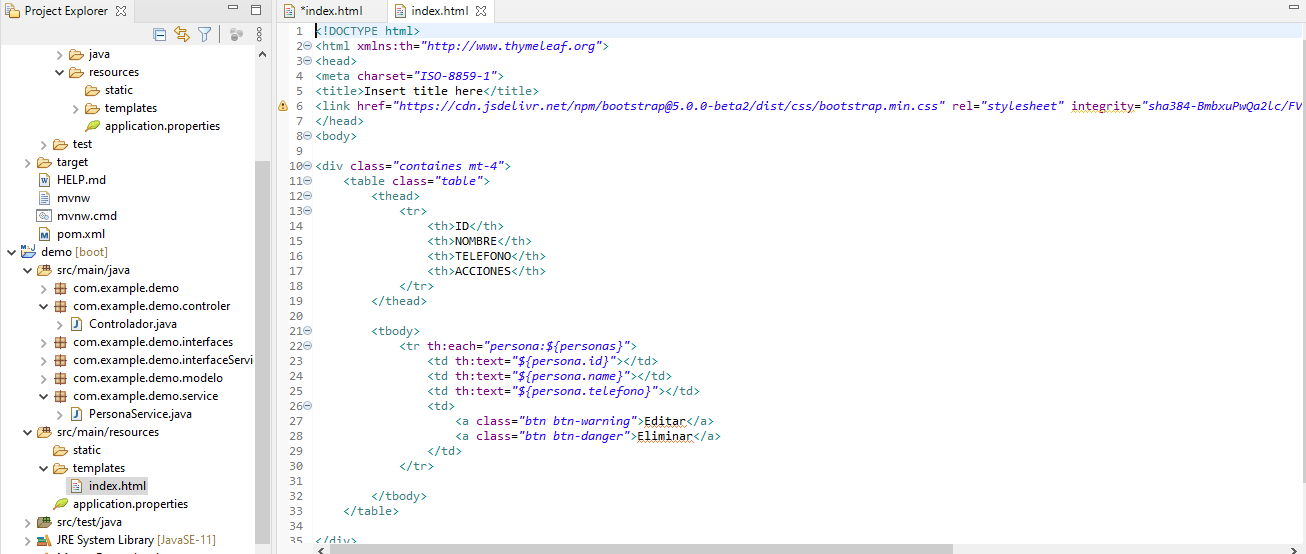 Project Explorer
*index.html
index.html
java
resources
static
templates
application.properties
test
target
HELP.md
mvnw
mvnw.cmd
pom.xml
demo [boot]
src/main/java
com.example.demo
com.example.demo.controler
Controlador.java
com.example.demo.interfaces
com.example.demo.interfaceServi
com.example.demo.modelo
com.example.demo.service
PersonaService.java
src/main/resources
static
templates
index.html
application.properties
src/test/java
JRE System Library [JavaSE-11]
1 <!DOCTYPE html>
2 <html xmlns:th="http://www.thymeleaf.org">
3 <head>
4 <meta charset="ISO-8859-1">
5 <title>Insert title here</title>
6 <link href="https://cdn.jsdelivr.net/npm/bootstrap@5.0.0-beta2/dist/css/bootstrap.min.css" rel="stylesheet" integrity="sha384-BmbxuPwQa2lc/FV
7 </head>
8 <body>
9
10 <div class="containes mt-4">
11 <table class="table">
12 <thead>
13 <tr>
14 <th>ID</th>
15 <th>NOMBRE</th>
16 <th>TELEFONO</th>
17 <th>ACCIONES</th>
18 </tr>
19 </thead>
20
21 <tbody>
22 <tr th:each="persona:${personas}">
23 <td th:text="${persona.id}"></td>
24 <td th:text="${persona.name}"></td>
25 <td th:text="${persona.telefono}"></td>
26 <td>
27 <a class="btn btn-warning">Editar</a>
28 <a class="btn btn-danger">Eliminar</a>
29 </td>
30 </tr>
31
32 </tbody>
33 </table>
34
35 </div>